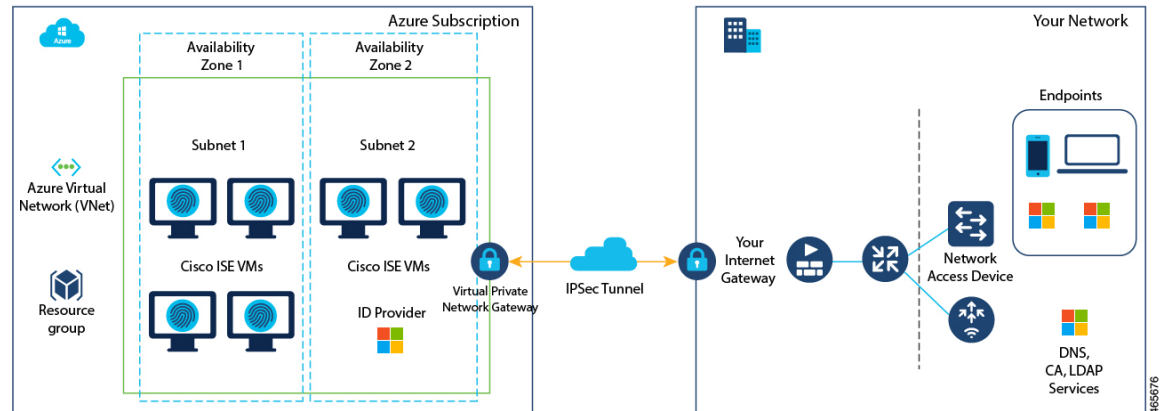 Azure Subscription
Azure
Availability
Zone 1
Availability
Zone 2
Subnet 1
Subnet 2
Azure Virtual
Network (VNet)
Cisco ISE VMs
Cisco ISE VMs
Resource
group
ID Provider
Virtual Private
Network Gateway
IPSec Tunnel
Your Network
Your
Internet
Gateway
Endpoints
Network
Access Device
DNS,
CA, LDAP
Services
465676